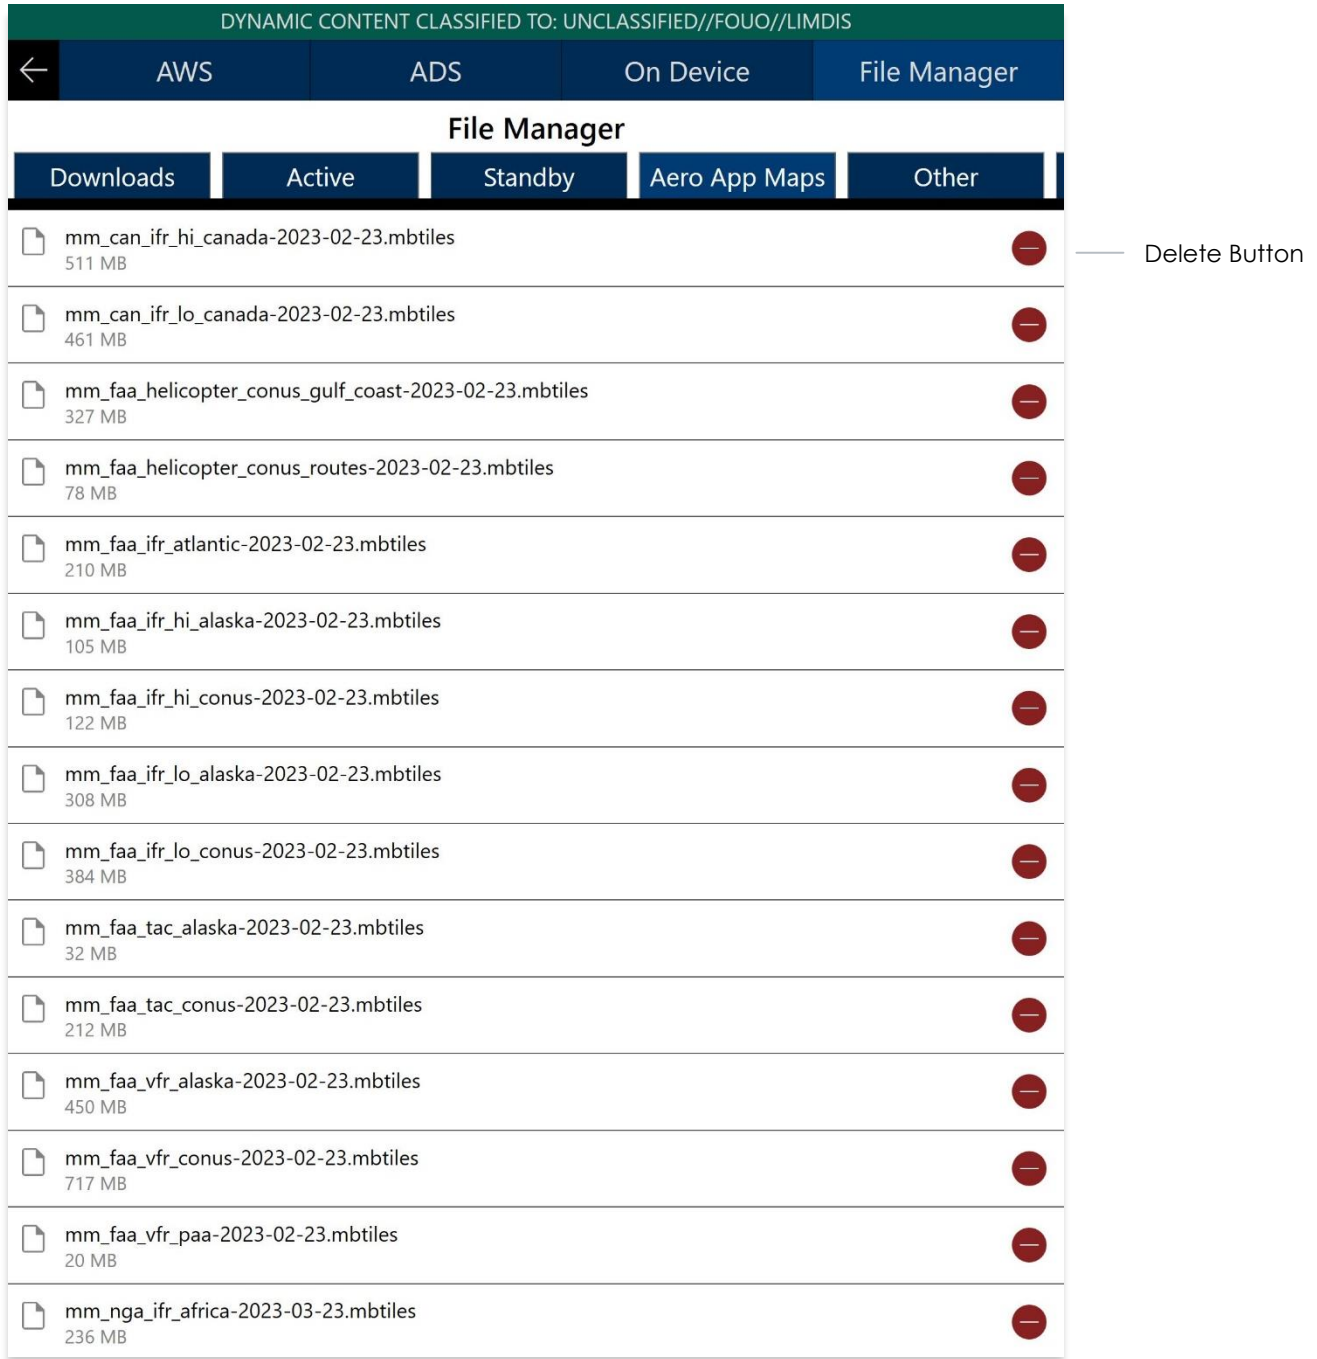 DYNAMIC CONTENT CLASSIFIED TO: UNCLASSIFIED//FOUO//LIMDIS
AWS ADS On Device File Manager
File Manager
Downloads Active Standby Aero App Maps Other
mm_can_ifr_hi_canada-2023-02-23.mbtiles
511 MB
Delete Button
mm_can_ifr_lo_canada-2023-02-23.mbtiles
461 MB
mm_faa_helicopter_conus_gulf_coast-2023-02-23.mbtiles
327 MB
mm_faa_helicopter_conus_routes-2023-02-23.mbtiles
78 MB
mm_faa_ifr_atlantic-2023-02-23.mbtiles
210 MB
mm_faa_ifr_hi_alaska-2023-02-23.mbtiles
105 MB
mm_faa_ifr_hi_conus-2023-02-23.mbtiles
122 MB
mm_faa_ifr_lo_alaska-2023-02-23.mbtiles
308 MB
mm_faa_ifr_lo_conus-2023-02-23.mbtiles
384 MB
mm_faa_tac_alaska-2023-02-23.mbtiles
32 MB
mm_faa_tac_conus-2023-02-23.mbtiles
212 MB
mm_faa_vfr_alaska-2023-02-23.mbtiles
450 MB
mm_faa_vfr_conus-2023-02-23.mbtiles
717 MB
mm_faa_vfr_paa-2023-02-23.mbtiles
20 MB
mm_nga_ifr_africa-2023-03-23.mbtiles
236 MB